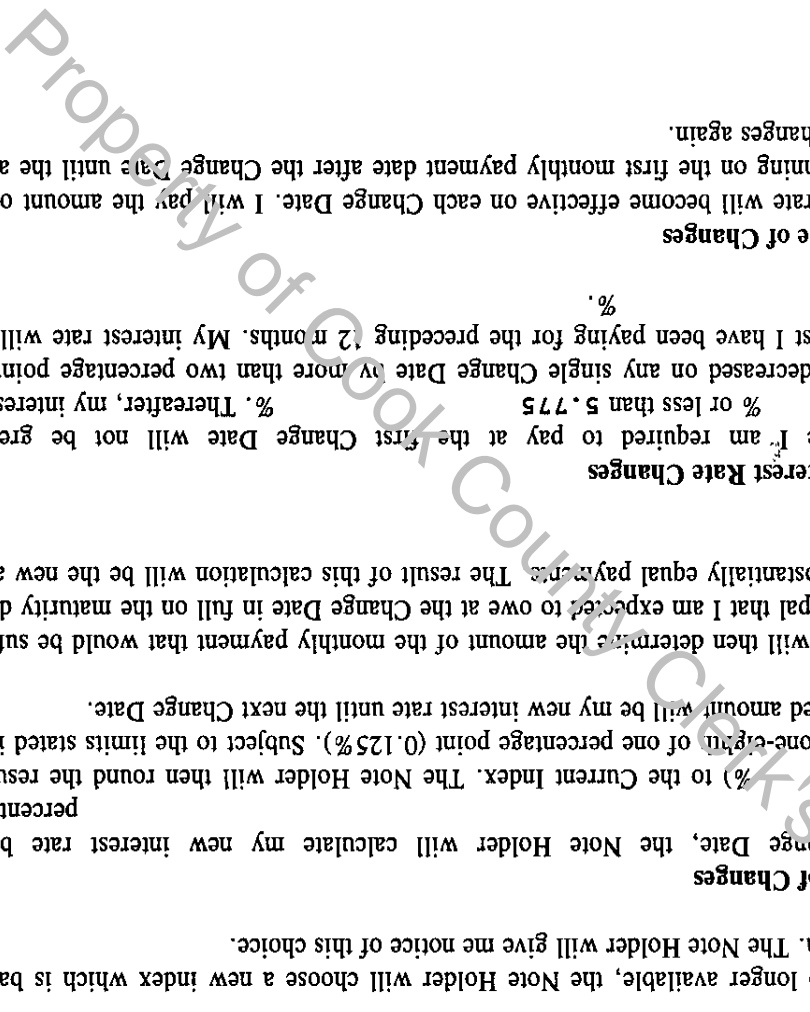 longer available, the Note Holder will choose a new index which is ba
The Note Holder will give me notice of this choice.
f Changes
ange Date, the Note Holder will calculate my new interest rate b
percent
%) to the Current Index. The Note Holder will then round the resu
one-eighth of one percentage point (0.125%). Subject to the limits stated i
ed amount will be my new interest rate until the next Change Date.
will then determine the amount of the monthly payment that would be suf
pal that I am expected to owe at the Change Date in full on the maturity d
bstantially equal payments. The result of this calculation will be the new a
erest Rate Changes
e I am required to pay at the first Change Date will not be gre
% or less than 5.775 %. Thereafter, my interes
decreased on any single Change Date by more than two percentage poin
st I have been paying for the preceding 12 months. My interest rate will
%.
e of Changes
rate will become effective on each Change Date. I will pay the amount o
nning on the first monthly payment date after the Change Date until the a
hanges again.
Property of Cook County Clerk's